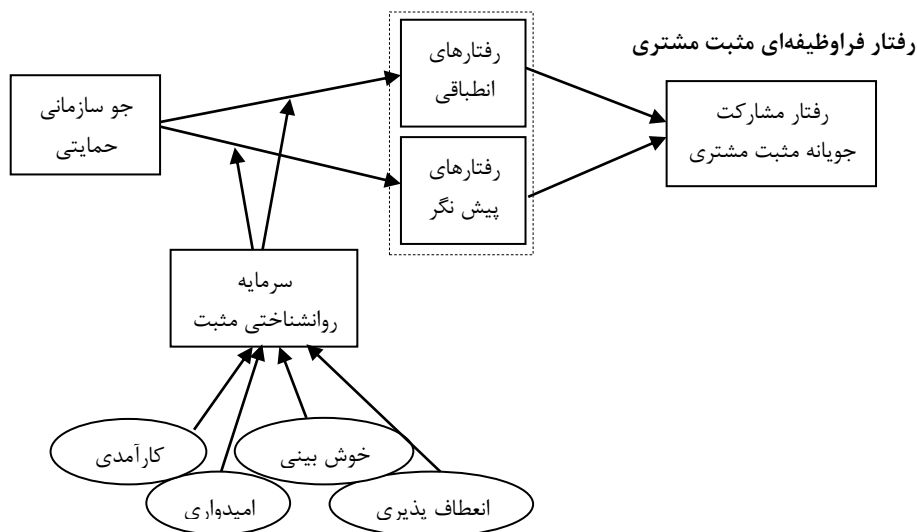 رفتار فراوظیفه‌ای مثبت مشتری
جو سازمانی
حمایتی
رفتارهای
انطباقی
رفتارهای
پیش نگر
رفتار مشارکت
جویانه مثبت مشتری
سرمایه
روانشناختی مثبت
کارآمدی
امیدواری
خوش بینی
انعطاف پذیری